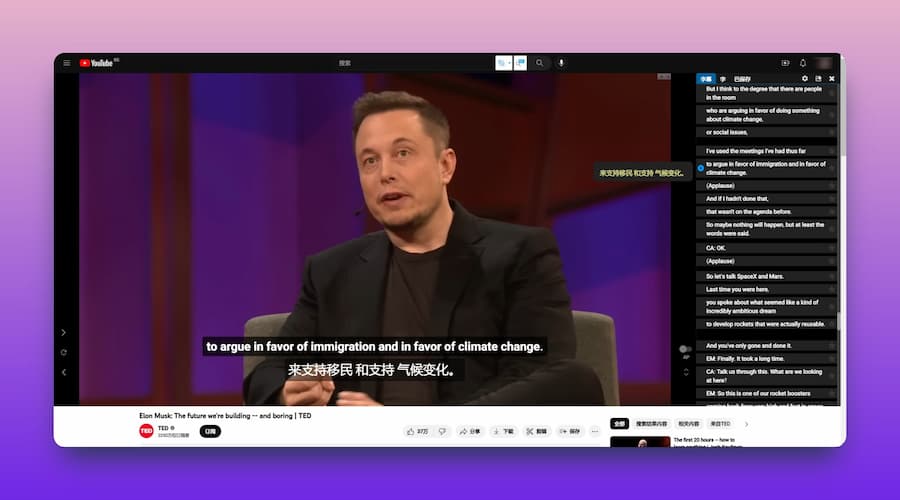 YouTube
SG
搜索
字幕
字
已保存
But I think to the degree that there are people
in the room
who are arguing in favor of doing something
about climate change,
or social issues,
I've used the meetings I've had thus far
to argue in favor of immigration and in favor of
climate change.
来支持移民 和支持 气候变化。
(Applause)
And if I hadn't done that,
that wasn't on the agenda before.
So maybe nothing will happen, but at least the
words were said.
CA: OK.
(Applause)
So let's talk SpaceX and Mars.
Last time you were here,
you spoke about what seemed like a kind of
incredibly ambitious dream
to develop rockets that were actually reusable.
And you've only gone and done it.
EM: Finally. It took a long time.
CA: Talk us through this. What are we looking
at here?
EM: So this is one of our rocket boosters
AP
to argue in favor of immigration and in favor of climate change.
来支持移民 和支持 气候变化。
Elon Musk: The future we're building -- and boring | TED
TED
TED
订阅
37万
分享
下载
剪辑
保存
全部
搜索结果内容
相关内容
来自TED
The first 20 hours -- how to